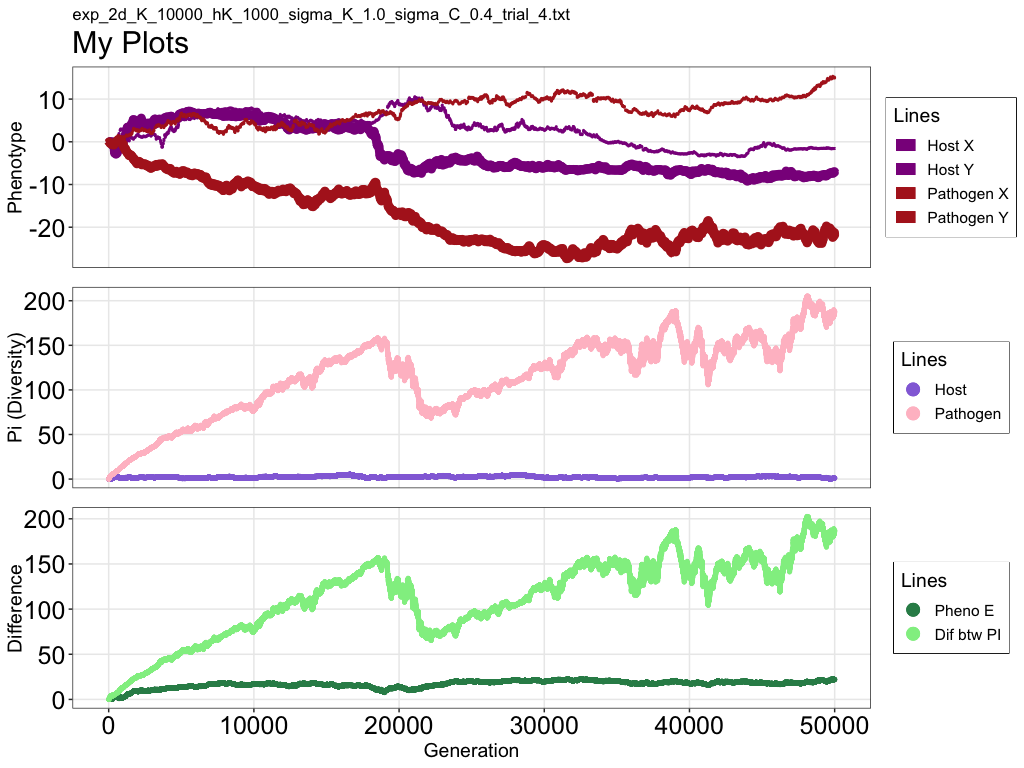 exp_2d_K_10000_hK_1000_sigma_K_1.0_sigma_C_0.4_trial_4.txt
My Plots
Phenotype
10
0
-10
-20
Lines
Host X
Host Y
Pathogen X
Pathogen Y
Pi (Diversity)
200
150
100
50
0
Lines
Host
Pathogen
Difference
200
150
100
50
0
Lines
Pheno E
Dif btw PI
0
10000
20000
30000
40000
50000
Generation